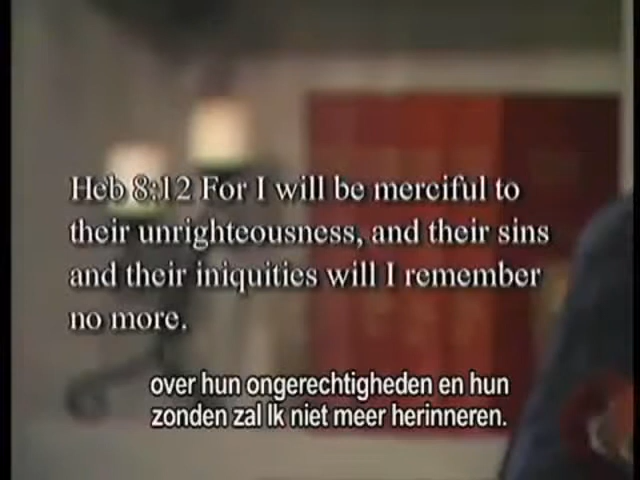 Heb 8:12 For I will be merciful to
their unrighteousness, and their sins
and their iniquities will I remember
no more.
over hun ongerechtigheden en hun
zonden zal Ik niet meer herinneren.